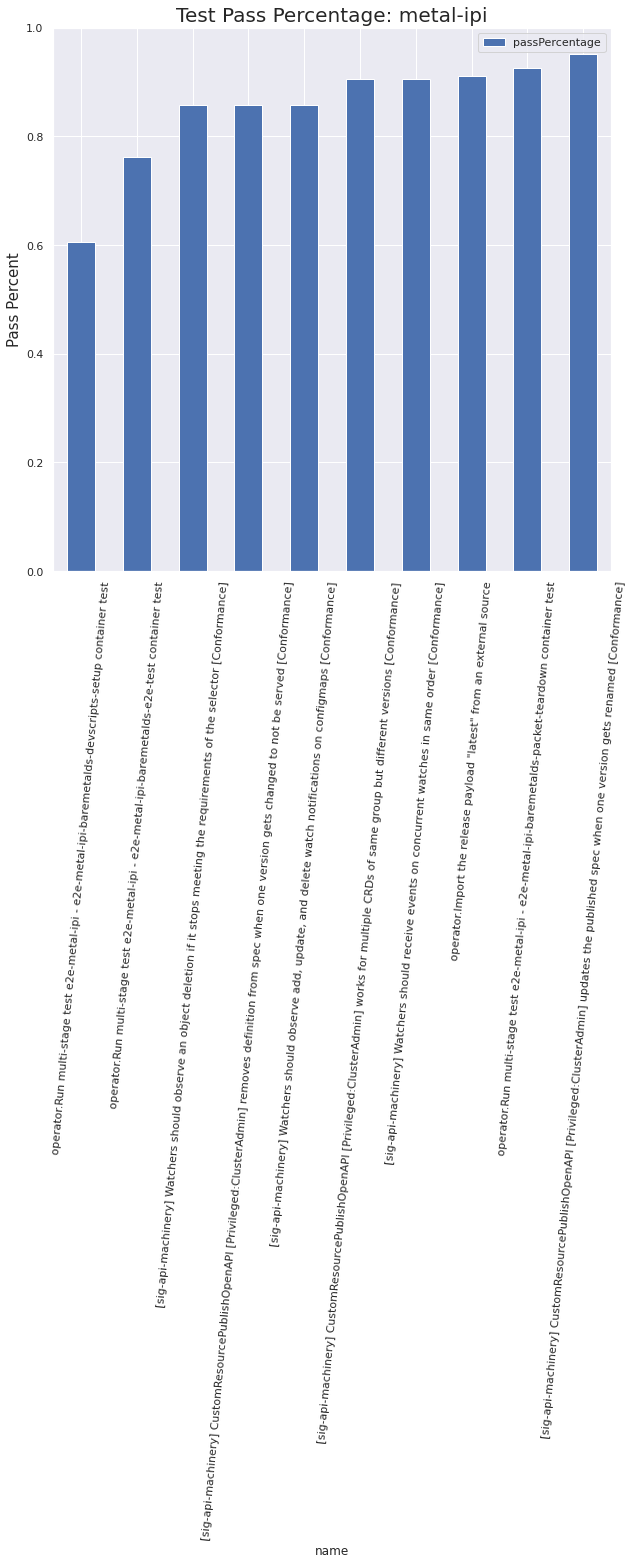 Test Pass Percentage: metal-ipi
passPercentage
Pass Percent
1.0
0.8
0.6
0.4
0.2
0.0
operator.Run multi-stage test e2e-metal-ipi - e2e-metal-ipi-baremetalds-devscripts-setup container test
operator.Run multi-stage test e2e-metal-ipi - e2e-metal-ipi-baremetalds-e2e-test container test
[sig-api-machinery] Watchers should observe an object deletion if it stops meeting the requirements of the selector [Conformance]
[sig-api-machinery] CustomResourcePublishOpenAPI [Privileged:ClusterAdmin] removes definition from spec when one version gets changed to not be served [Conformance]
[sig-api-machinery] Watchers should observe add, update, and delete watch notifications on configmaps [Conformance]
[sig-api-machinery] CustomResourcePublishOpenAPI [Privileged:ClusterAdmin] works for multiple CRDs of same group but different versions [Conformance]
[sig-api-machinery] Watchers should receive events on concurrent watches in same order [Conformance]
operator.Import the release payload "latest" from an external source
operator.Run multi-stage test e2e-metal-ipi - e2e-metal-ipi-baremetalds-packet-teardown container test
[sig-api-machinery] CustomResourcePublishOpenAPI [Privileged:ClusterAdmin] updates the published spec when one version gets renamed [Conformance]
name